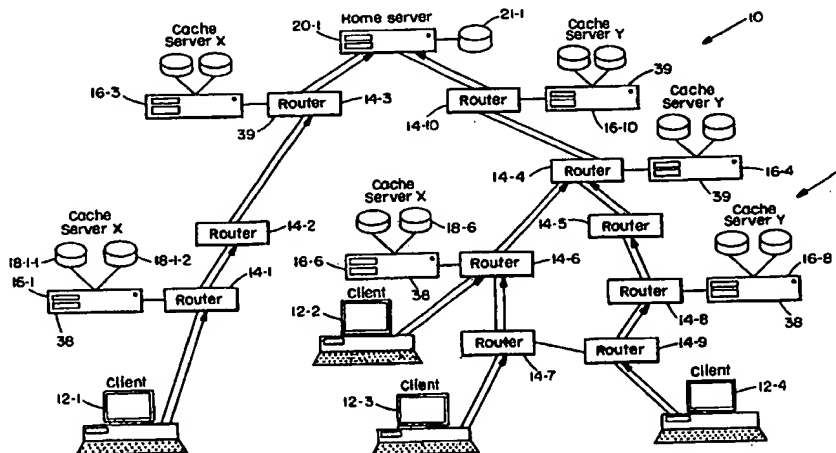 Home server
20-1
21-1
10
Cache
Server X
Cache
Server Y
39
16-3
Router
14-3
39
Router
14-10
16-10
Cache
Server Y
14-4
Router
16-4
39
Cache
Server X
18-6
Cache
Server X
Router
14-2
14-5
Router
Cache
Server Y
18-1-1
18-1-2
16-1
Router
14-1
38
16-6
Router
14-6
38
Router
14-8
16-8
38
Client
12-2
Router
14-7
Router
14-9
Client
12-1
Client
12-3
Client
12-4